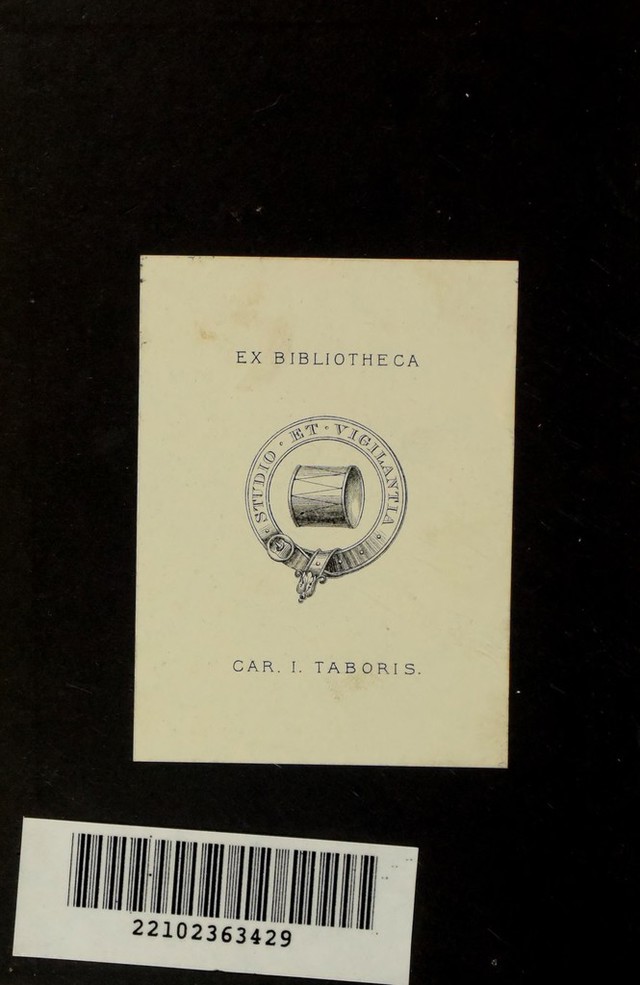 EX BIBLIOTHECA
STUDIO · ET · VIGILANTIA ·
CAR. I. TABORIS.
22102363429